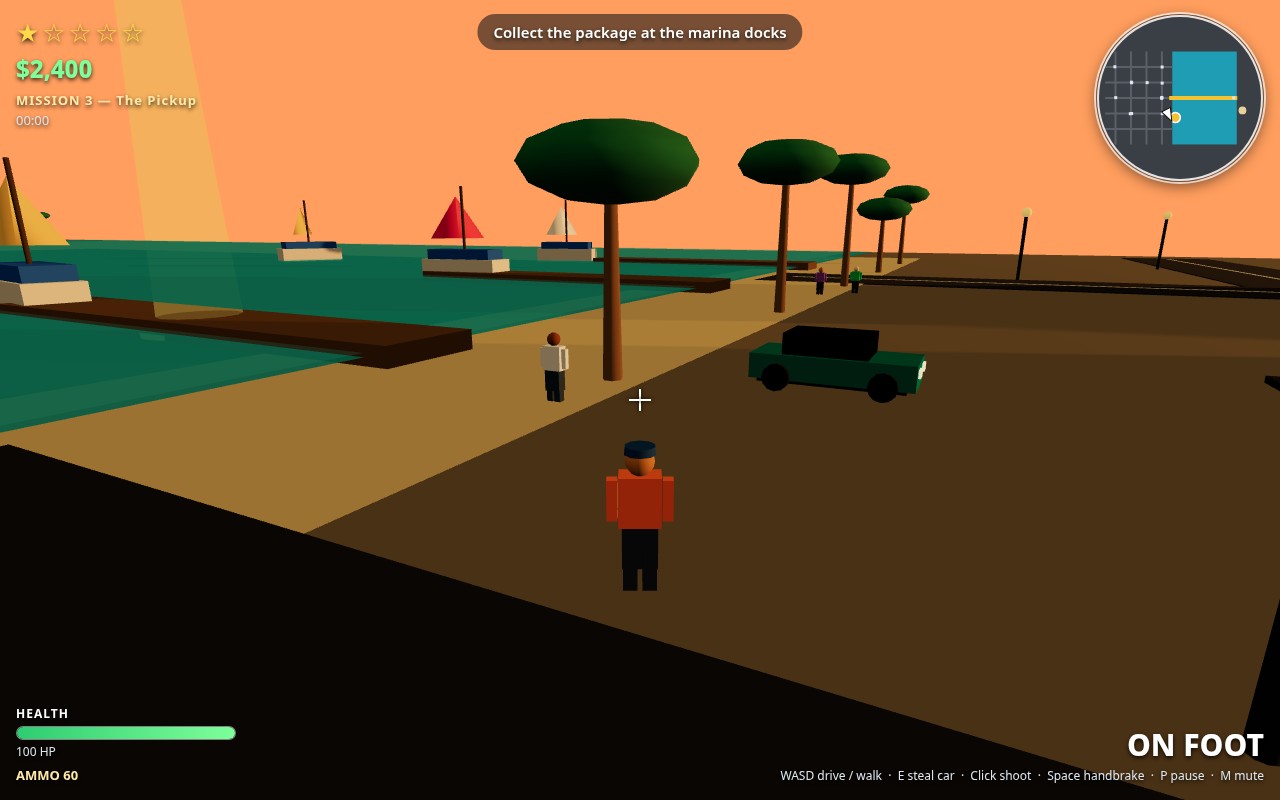 ★☆☆☆☆
$2,400
MISSION 3 — The Pickup
00:00
Collect the package at the marina docks
HEALTH
100 HP
AMMO 60
ON FOOT
WASD drive / walk · E steal car · Click shoot · Space handbrake · P pause · M mute